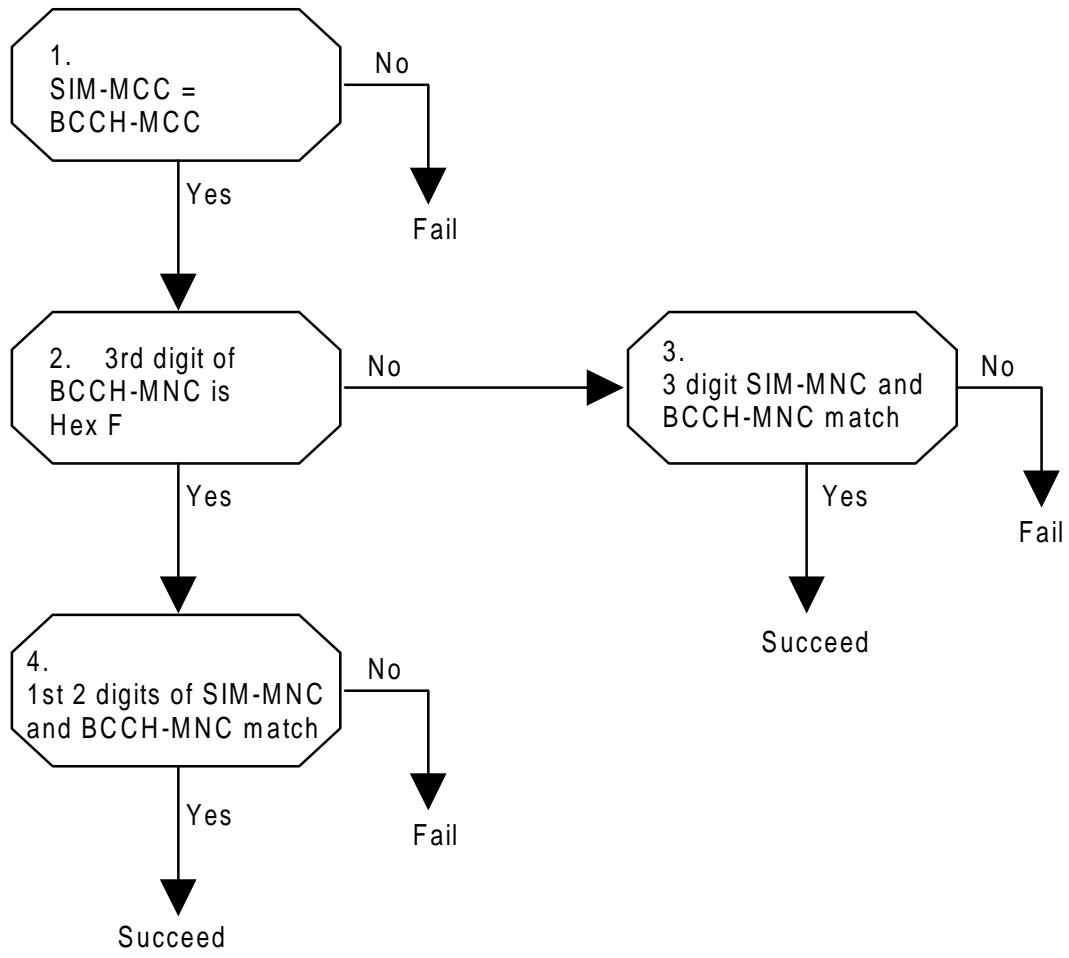 1.
SIM-MCC =
BCCH-MCC
No
Yes
Fail
2. 3rd digit of
BCCH-MNC is
Hex F
No
3.
3 digit SIM-MNC and
BCCH-MNC match
No
Yes
Yes
Fail
Succeed
4.
1st 2 digits of SIM-MNC
and BCCH-MNC match
No
Yes
Fail
Succeed